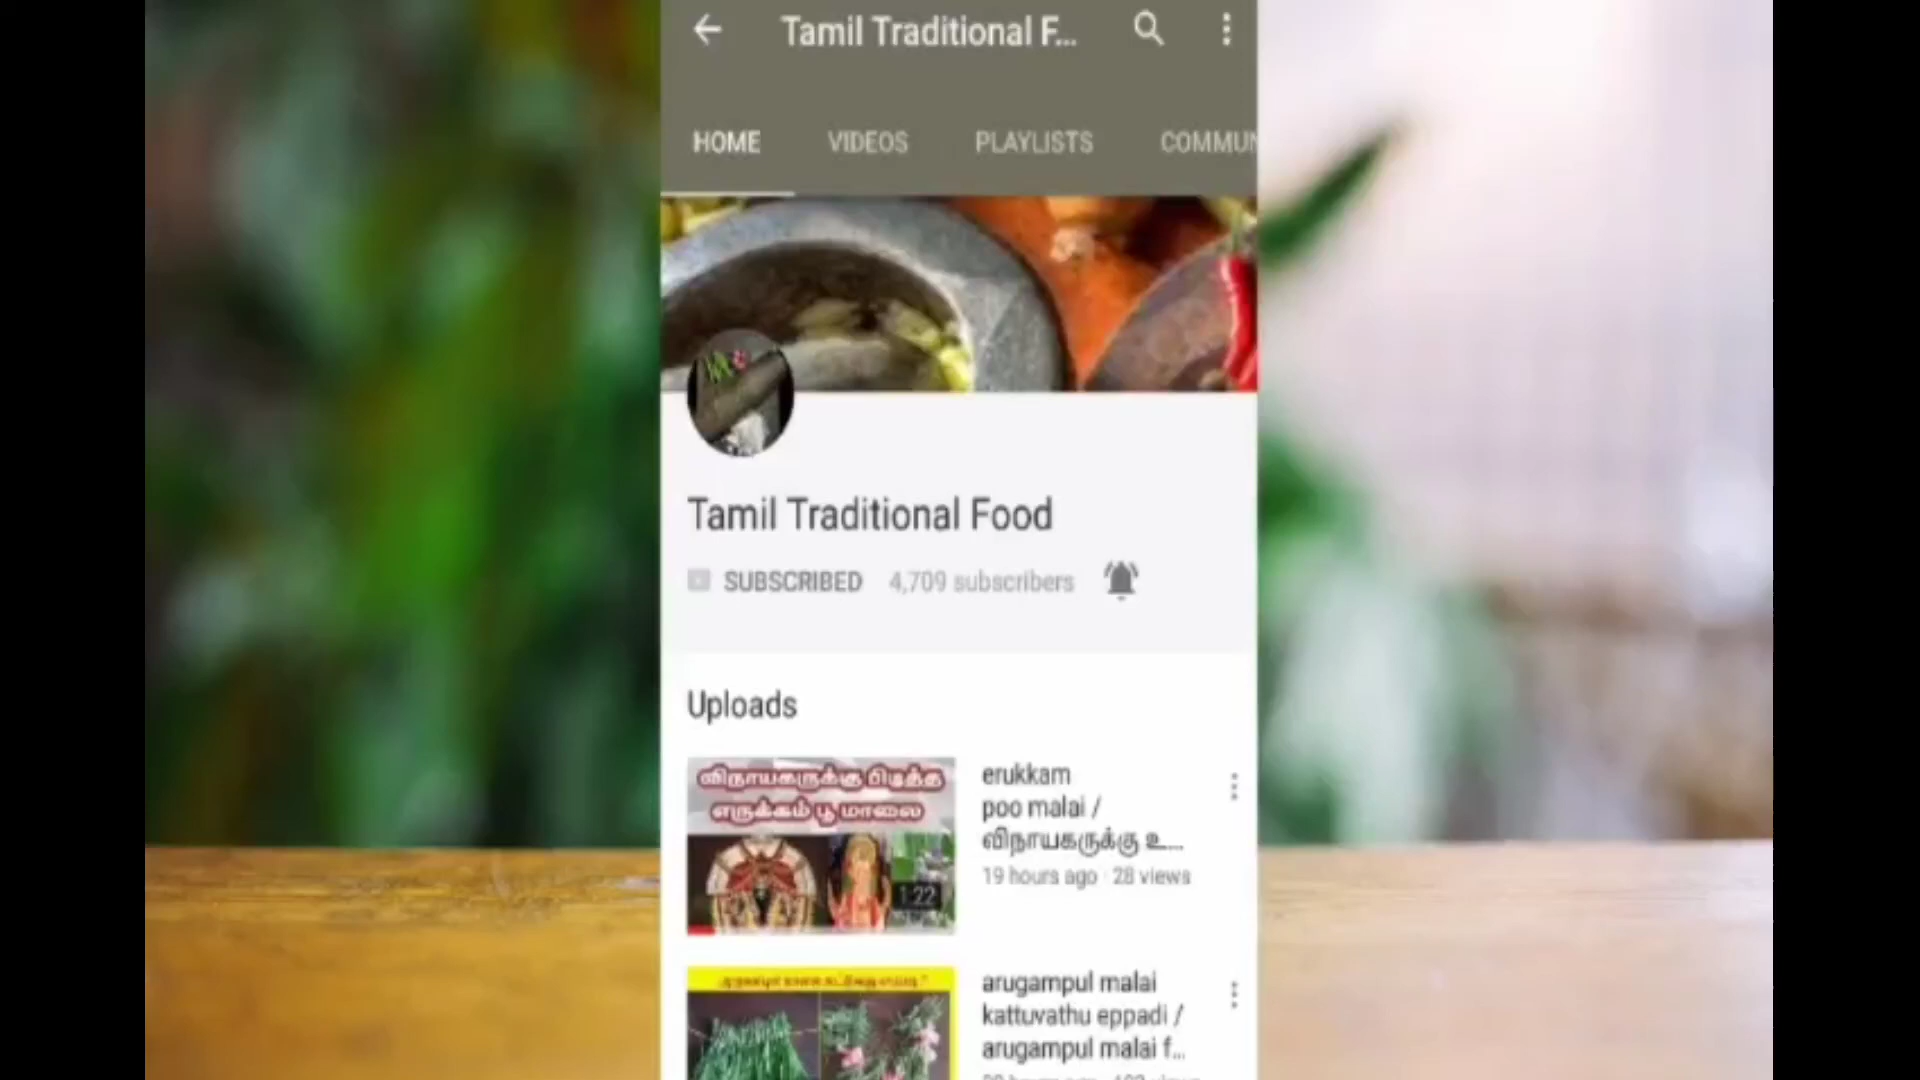 Tamil Traditional F...
HOME VIDEOS PLAYLISTS COMMUN
Tamil Traditional Food
SUBSCRIBED 4,709 subscribers
Uploads
விநாயகருக்கு பிடித்த
எருக்கம் பூ மாலை
1:22
erukkam
poo malai /
விநாயகருக்கு உ...
19 hours ago · 28 views
arugampul malai
kattuvathu eppadi /
arugampul malai f...